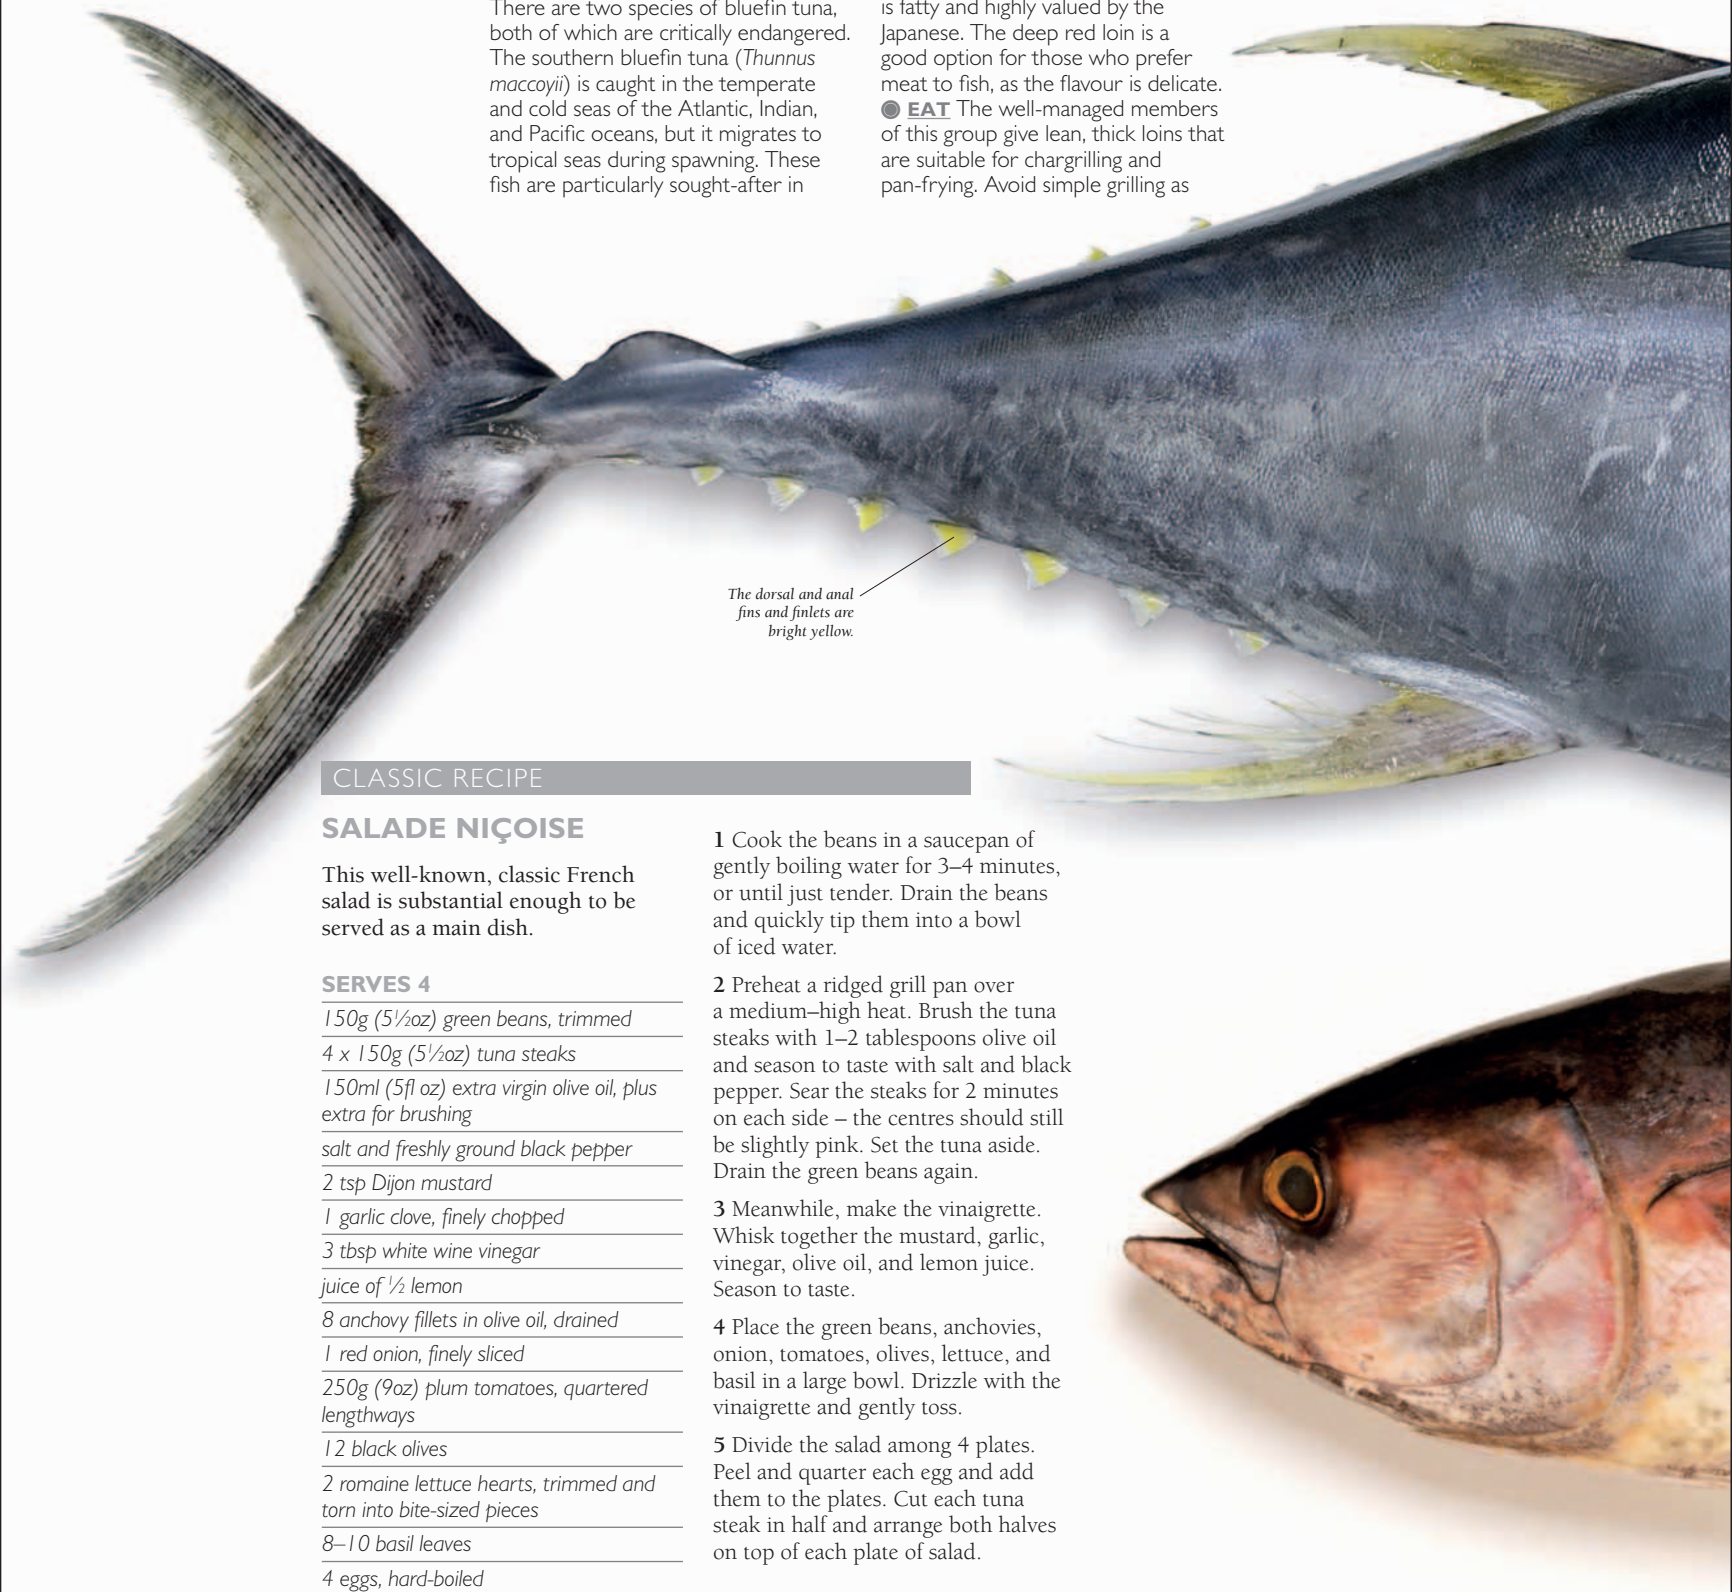 There are two species of bluefin tuna,
both of which are critically endangered.
The southern bluefin tuna (Thunnus
maccoyii) is caught in the temperate
and cold seas of the Atlantic, Indian,
and Pacific oceans, but it migrates to
tropical seas during spawning. These
fish are particularly sought-after in
is fatty and highly valued by the
Japanese. The deep red loin is a
good option for those who prefer
meat to fish, as the flavour is delicate.
EAT The well-managed members
of this group give lean, thick loins that
are suitable for chargrilling and
pan-frying. Avoid simple grilling as
The dorsal and anal
fins and finlets are
bright yellow.
CLASSIC RECIPE
SALADE NIÇOISE
This well-known, classic French
salad is substantial enough to be
served as a main dish.
SERVES 4
150g (5½oz) green beans, trimmed
4 x 150g (5½oz) tuna steaks
150ml (5fl oz) extra virgin olive oil, plus
extra for brushing
salt and freshly ground black pepper
2 tsp Dijon mustard
1 garlic clove, finely chopped
3 tbsp white wine vinegar
juice of ½ lemon
8 anchovy fillets in olive oil, drained
1 red onion, finely sliced
250g (9oz) plum tomatoes, quartered
lengthways
12 black olives
2 romaine lettuce hearts, trimmed and
torn into bite-sized pieces
8–10 basil leaves
4 eggs, hard-boiled
1 Cook the beans in a saucepan of
gently boiling water for 3–4 minutes,
or until just tender. Drain the beans
and quickly tip them into a bowl
of iced water.
2 Preheat a ridged grill pan over
a medium–high heat. Brush the tuna
steaks with 1–2 tablespoons olive oil
and season to taste with salt and black
pepper. Sear the steaks for 2 minutes
on each side – the centres should still
be slightly pink. Set the tuna aside.
Drain the green beans again.
3 Meanwhile, make the vinaigrette.
Whisk together the mustard, garlic,
vinegar, olive oil, and lemon juice.
Season to taste.
4 Place the green beans, anchovies,
onion, tomatoes, olives, lettuce, and
basil in a large bowl. Drizzle with the
vinaigrette and gently toss.
5 Divide the salad among 4 plates.
Peel and quarter each egg and add
them to the plates. Cut each tuna
steak in half and arrange both halves
on top of each plate of salad.